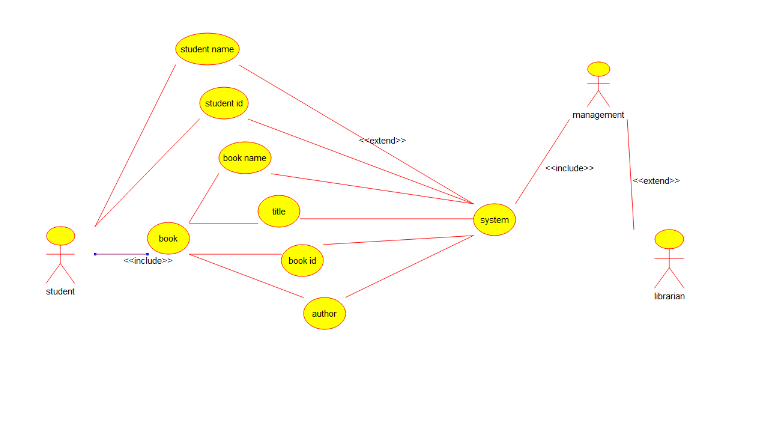 student name
student id
management
<<extend>>
book name
<<include>>
<<extend>>
title
system
book
book id
<<include>>
student
librarian
author